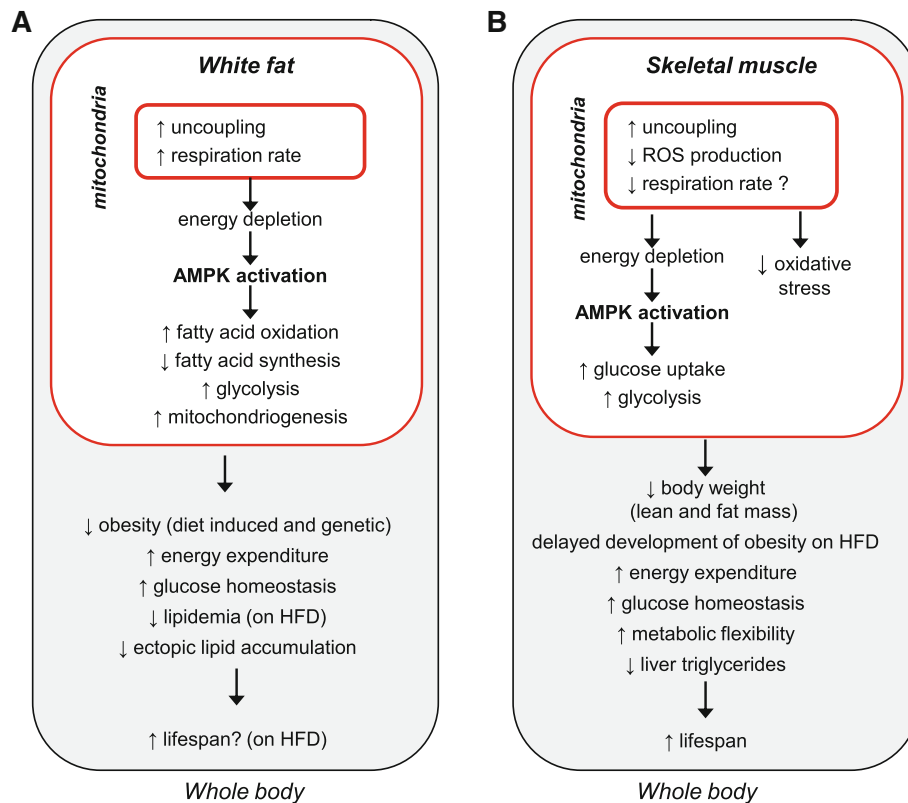 A
White fat
mitochondria
↑ uncoupling
↑ respiration rate
energy depletion
AMPK activation
↑ fatty acid oxidation
↓ fatty acid synthesis
↑ glycolysis
↑ mitochondriogenesis
↓ obesity (diet induced and genetic)
↑ energy expenditure
↑ glucose homeostasis
↓ lipidemia (on HFD)
↓ ectopic lipid accumulation
↑ lifespan? (on HFD)
Whole body
B
Skeletal muscle
mitochondria
↑ uncoupling
↓ ROS production
↓ respiration rate ?
energy depletion
AMPK activation
↑ glucose uptake
↑ glycolysis
↓ oxidative
stress
↓ body weight
(lean and fat mass)
delayed development of obesity on HFD
↑ energy expenditure
↑ glucose homeostasis
↑ metabolic flexibility
↓ liver triglycerides
↑ lifespan
Whole body